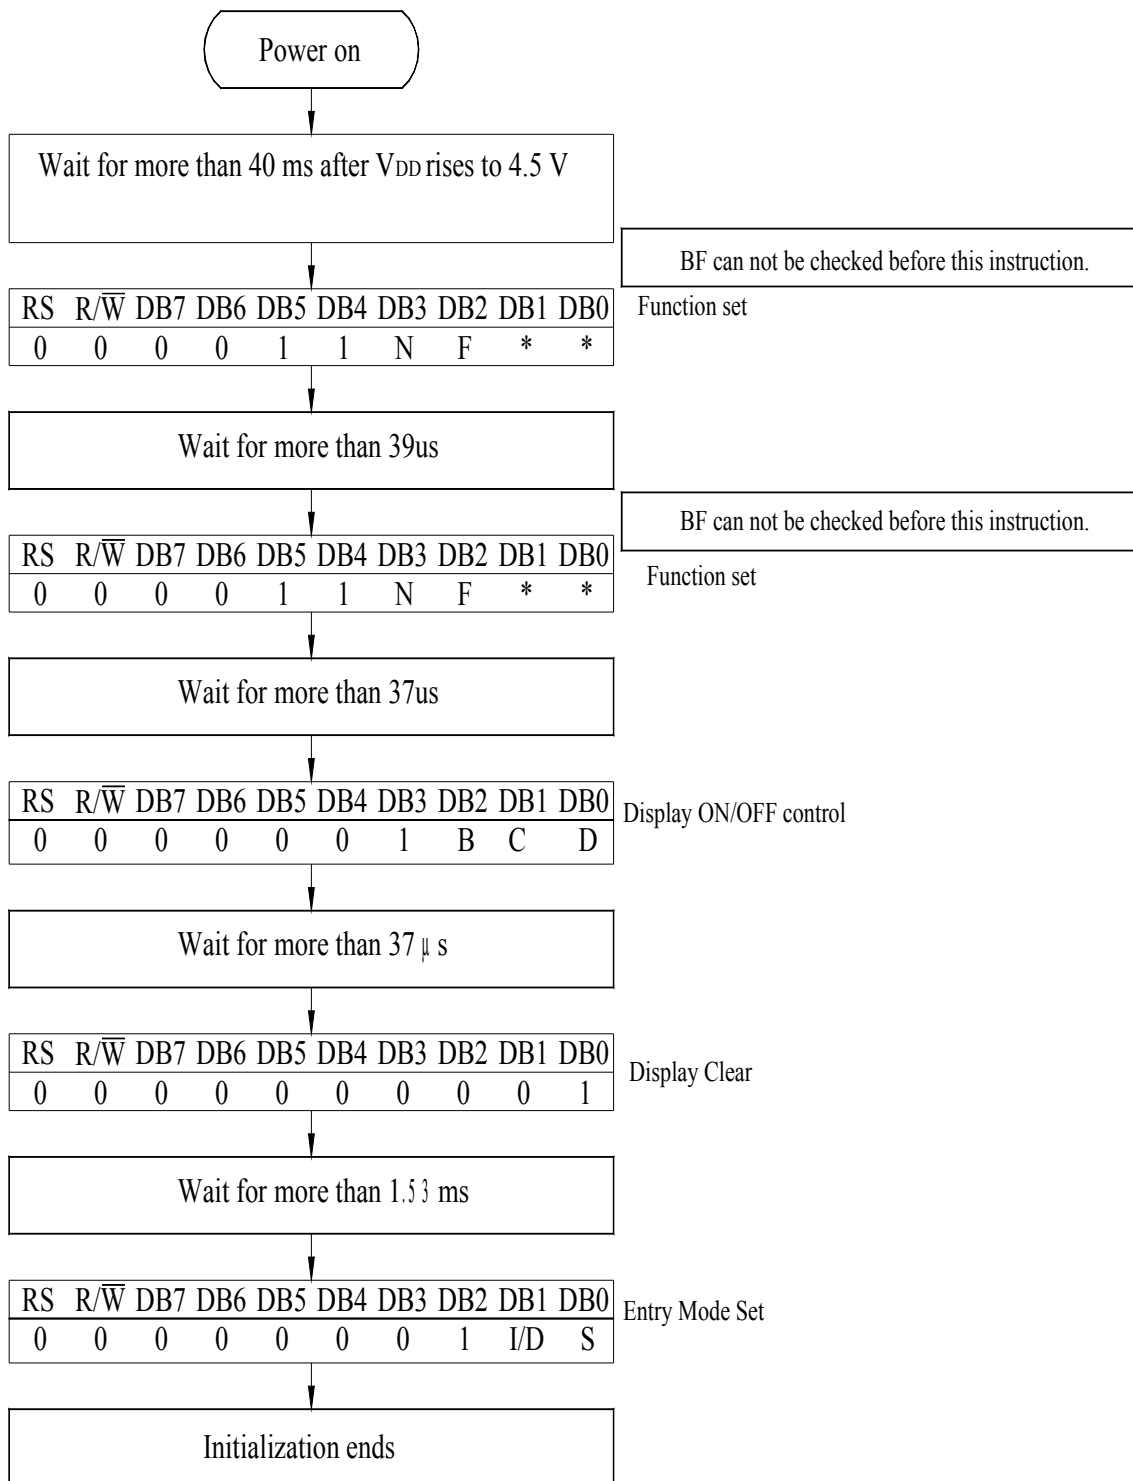 Power on
Wait for more than 40 ms after VDD rises to 4.5 V
BF can not be checked before this instruction.
RS R/W̅ DB7 DB6 DB5 DB4 DB3 DB2 DB1 DB0
Function set
0 0 0 0 1 1 N F * *
Wait for more than 39us
BF can not be checked before this instruction.
RS R/W̅ DB7 DB6 DB5 DB4 DB3 DB2 DB1 DB0
Function set
0 0 0 0 1 1 N F * *
Wait for more than 37us
RS R/W̅ DB7 DB6 DB5 DB4 DB3 DB2 DB1 DB0
Display ON/OFF control
0 0 0 0 0 0 1 B C D
Wait for more than 37 μ s
RS R/W̅ DB7 DB6 DB5 DB4 DB3 DB2 DB1 DB0
Display Clear
0 0 0 0 0 0 0 0 0 1
Wait for more than 1.53 ms
RS R/W̅ DB7 DB6 DB5 DB4 DB3 DB2 DB1 DB0
Entry Mode Set
0 0 0 0 0 0 0 1 I/D S
Initialization ends